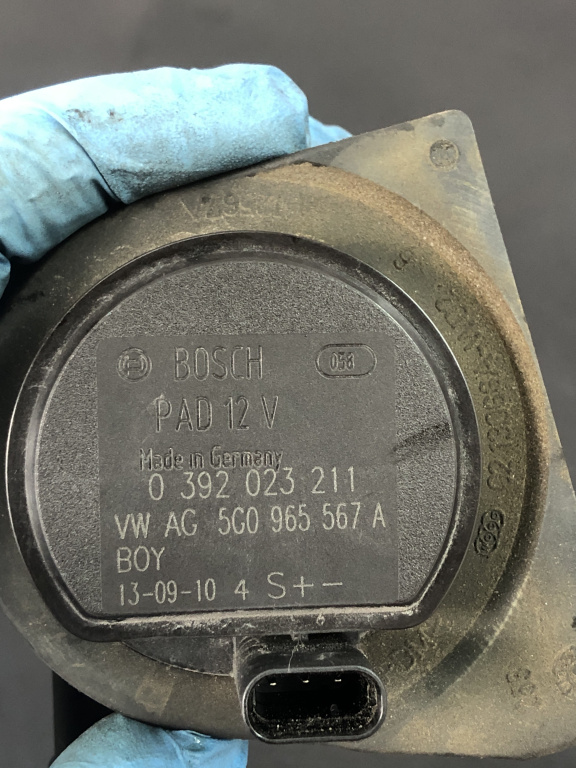 BOSCH
038
PAD 12 V
Made in Germany
0 392 023 211
VW AG 5G0 965 567 A
BOY
13-09-10 4 S+-